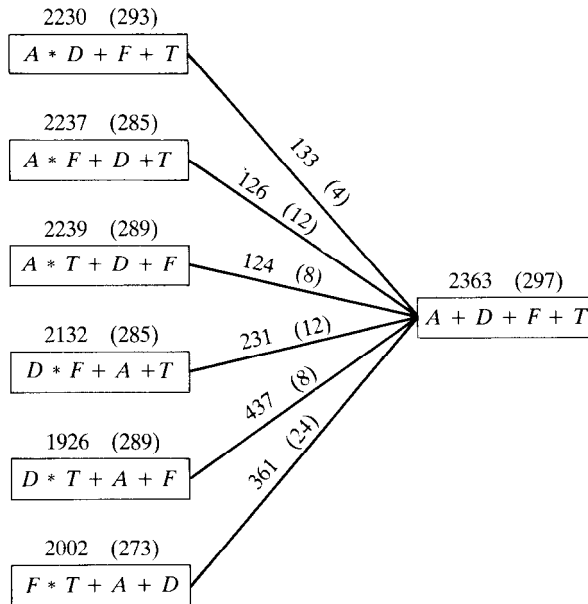 2230 (293)
A * D + F + T
2237 (285)
A * F + D + T
2239 (289)
A * T + D + F
2132 (285)
D * F + A + T
1926 (289)
D * T + A + F
2002 (273)
F * T + A + D
133 (4)
126 (12)
124 (8)
231 (12)
437 (8)
361 (24)
2363 (297)
A + D + F + T